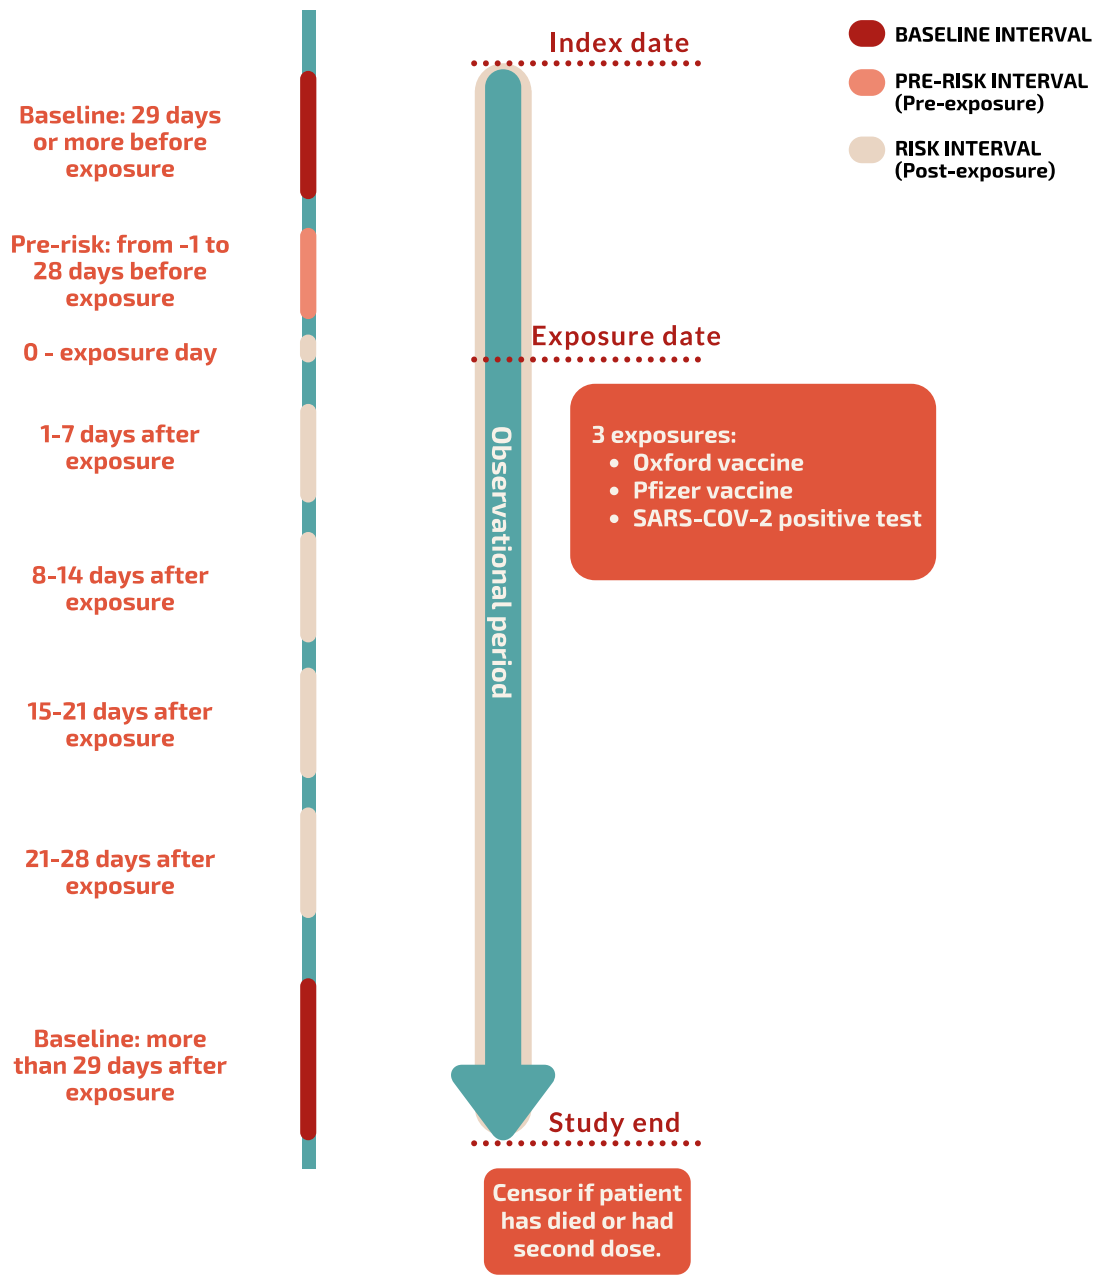 Index date
BASELINE INTERVAL
PRE-RISK INTERVAL
(Pre-exposure)
RISK INTERVAL
(Post-exposure)
Baseline: 29 days
or more before
exposure
Pre-risk: from -1 to
28 days before
exposure
0 - exposure day
1-7 days after
exposure
8-14 days after
exposure
15-21 days after
exposure
21-28 days after
exposure
Baseline: more
than 29 days after
exposure
Exposure date
Observational period
3 exposures:
• Oxford vaccine
• Pfizer vaccine
• SARS-COV-2 positive test
Study end
Censor if patient
has died or had
second dose.